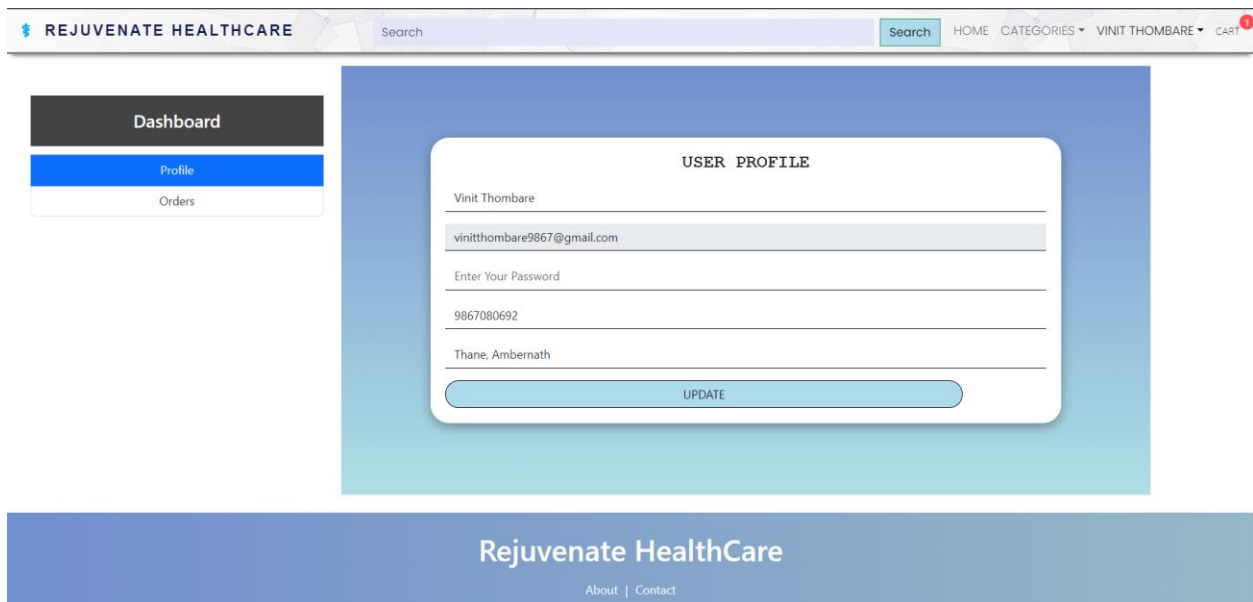 REJUVENATE HEALTHCARE Search Search HOME CATEGORIES VINIT THOMBARE CART 1
Dashboard
Profile
Orders
USER PROFILE
Vinit Thombare
vinitthombare9867@gmail.com
Enter Your Password
9867080692
Thane, Ambernath
UPDATE
Rejuvenate HealthCare
About | Contact